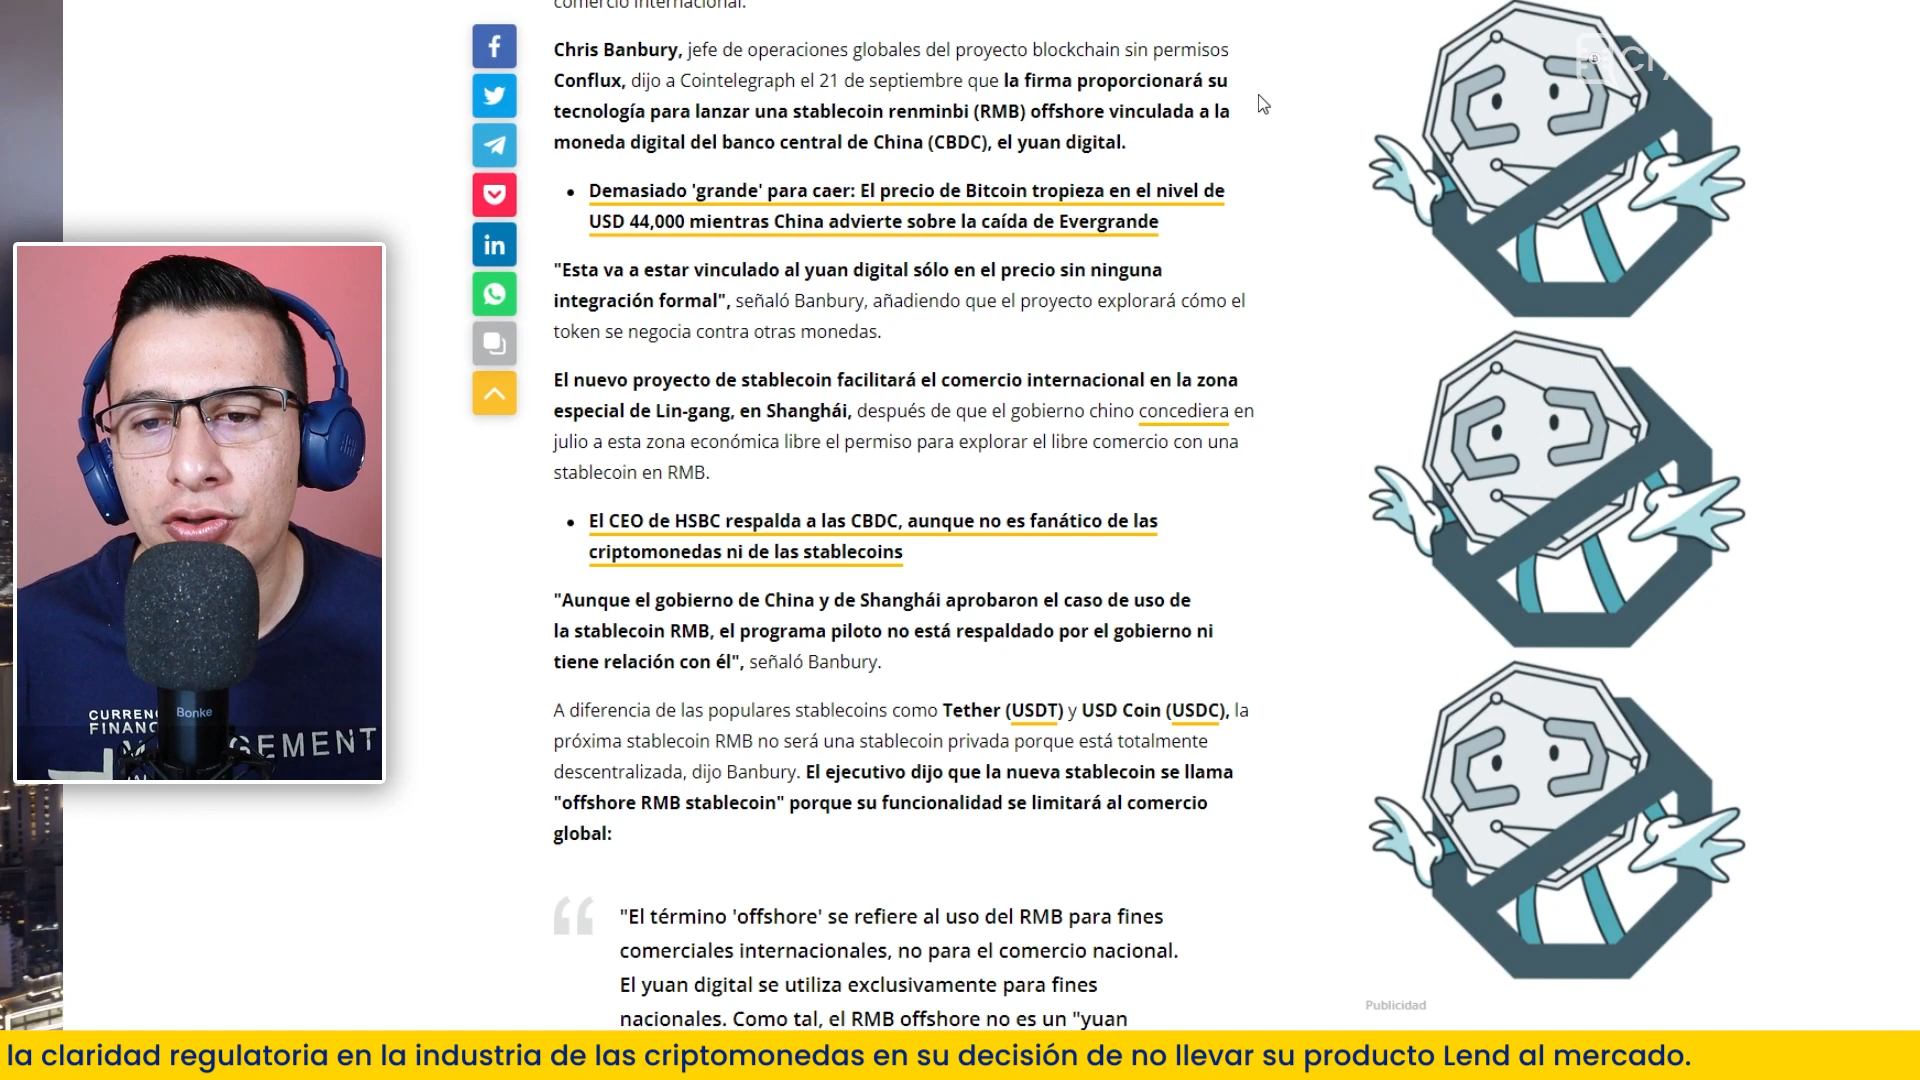 comercio internacional.
Chris Banbury, jefe de operaciones globales del proyecto blockchain sin permisos
Conflux, dijo a Cointelegraph el 21 de septiembre que la firma proporcionará su
tecnología para lanzar una stablecoin renminbi (RMB) offshore vinculada a la
moneda digital del banco central de China (CBDC), el yuan digital.
Demasiado 'grande' para caer: El precio de Bitcoin tropieza en el nivel de
USD 44,000 mientras China advierte sobre la caída de Evergrande
"Esta va a estar vinculado al yuan digital sólo en el precio sin ninguna
integración formal", señaló Banbury, añadiendo que el proyecto explorará cómo el
token se negocia contra otras monedas.
El nuevo proyecto de stablecoin facilitará el comercio internacional en la zona
especial de Lin-gang, en Shanghái, después de que el gobierno chino concediera en
julio a esta zona económica libre el permiso para explorar el libre comercio con una
stablecoin en RMB.
El CEO de HSBC respalda a las CBDC, aunque no es fanático de las
criptomonedas ni de las stablecoins
"Aunque el gobierno de China y de Shanghái aprobaron el caso de uso de
la stablecoin RMB, el programa piloto no está respaldado por el gobierno ni
tiene relación con él", señaló Banbury.
A diferencia de las populares stablecoins como Tether (USDT) y USD Coin (USDC), la
próxima stablecoin RMB no será una stablecoin privada porque está totalmente
descentralizada, dijo Banbury. El ejecutivo dijo que la nueva stablecoin se llama
"offshore RMB stablecoin" porque su funcionalidad se limitará al comercio
global:
"El término 'offshore' se refiere al uso del RMB para fines
comerciales internacionales, no para el comercio nacional.
El yuan digital se utiliza exclusivamente para fines
nacionales. Como tal, el RMB offshore no es un "yuan
Publicidad
Bonke
la claridad regulatoria en la industria de las criptomonedas en su decisión de no llevar su producto Lend al mercado.